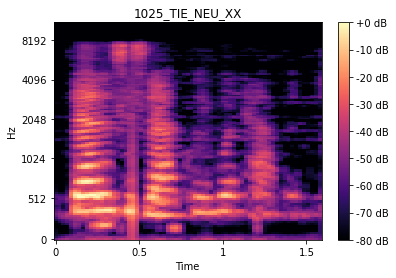 1025_TIE_NEU_XX
8192
4096
2048
1024
512
0
Hz
0
0.5
1.0
1.5
Time
+0 dB
-10 dB
-20 dB
-30 dB
-40 dB
-50 dB
-60 dB
-70 dB
-80 dB